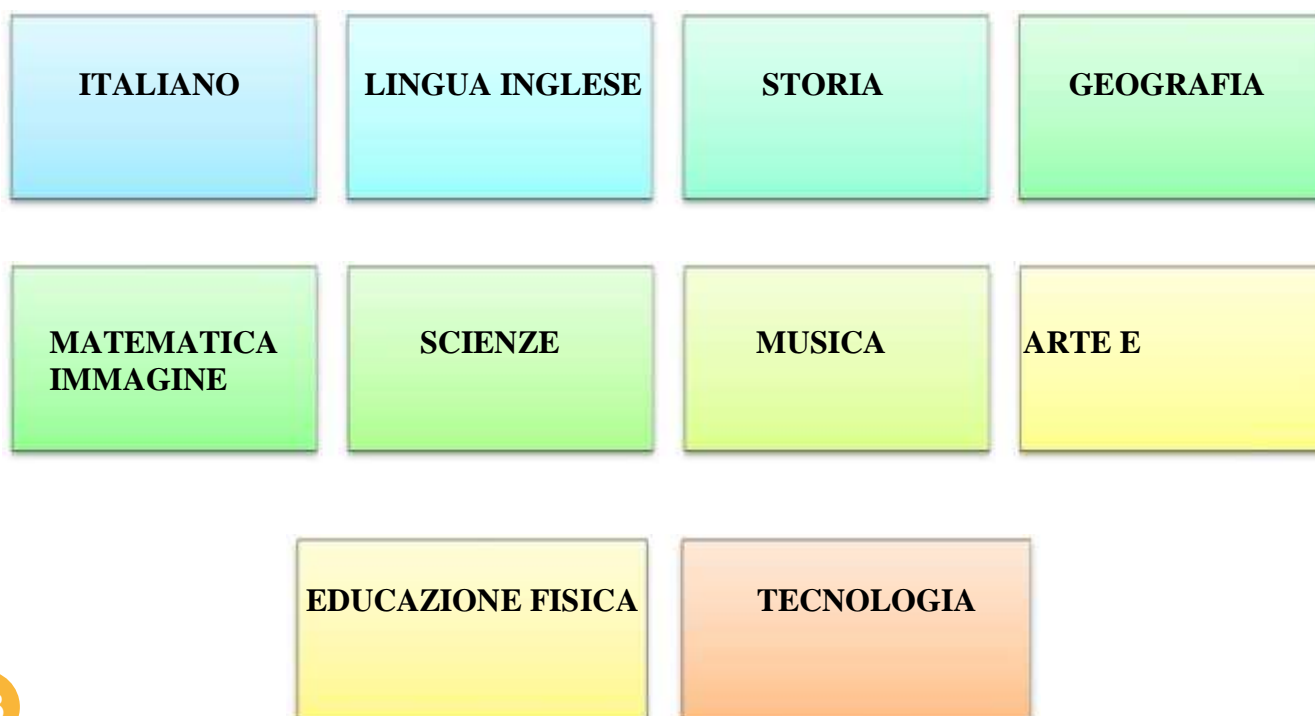 ITALIANO LINGUA INGLESE STORIA GEOGRAFIA
MATEMATICA SCIENZE MUSICA ARTE E
IMMAGINE
EDUCAZIONE FISICA TECNOLOGIA